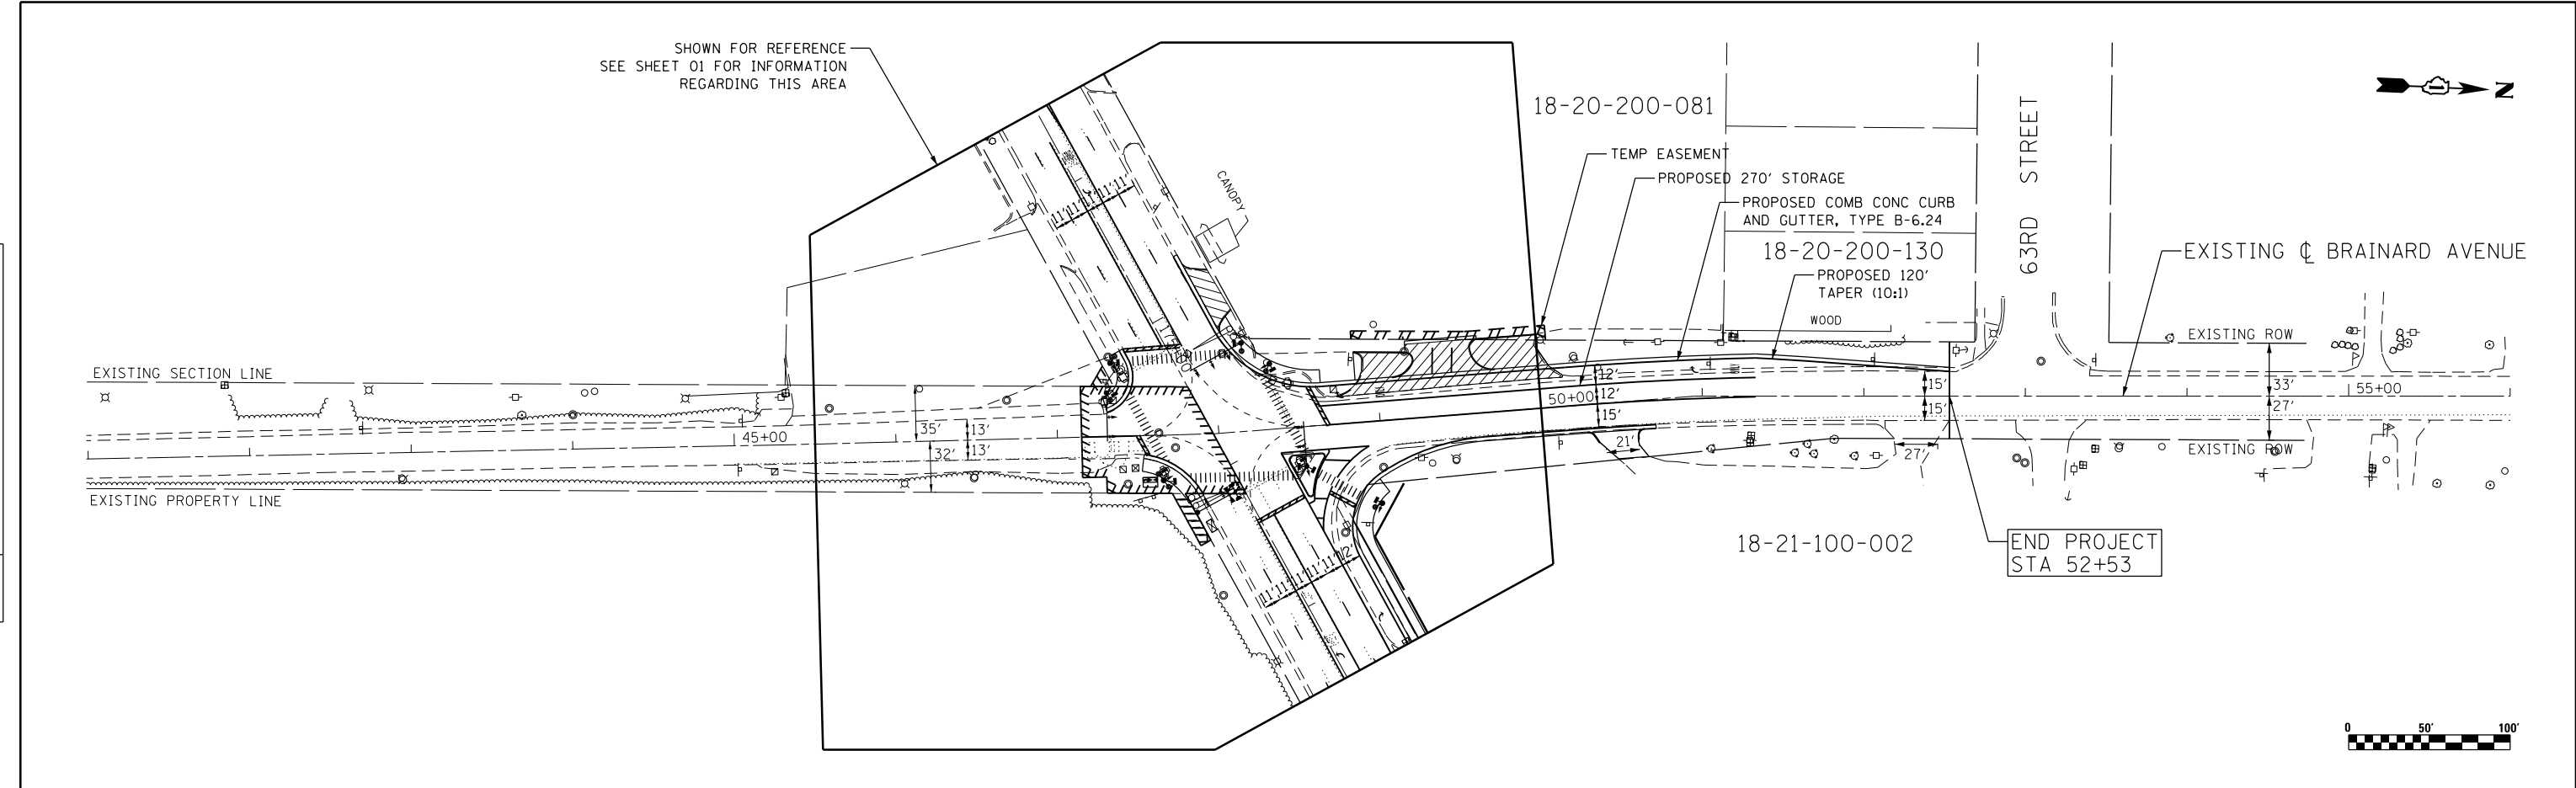 SHOWN FOR REFERENCE
SEE SHEET 01 FOR INFORMATION
REGARDING THIS AREA
N
18-20-200-081
63RD STREET
TEMP EASEMENT
PROPOSED 270' STORAGE
PROPOSED COMB CONC CURB
AND GUTTER, TYPE B-6.24
18-20-200-130
PROPOSED 120'
TAPER (10:1)
EXISTING ℄ BRAINARD AVENUE
CANOPY
WOOD
EXISTING ROW
EXISTING SECTION LINE
12'
12'
15'
50+00
15'
15'
33'
27'
55+00
45+00
35'
13'
13'
32'
21'
27'
EXISTING ROW
EXISTING PROPERTY LINE
18-21-100-002
END PROJECT
STA 52+53
0 50' 100'